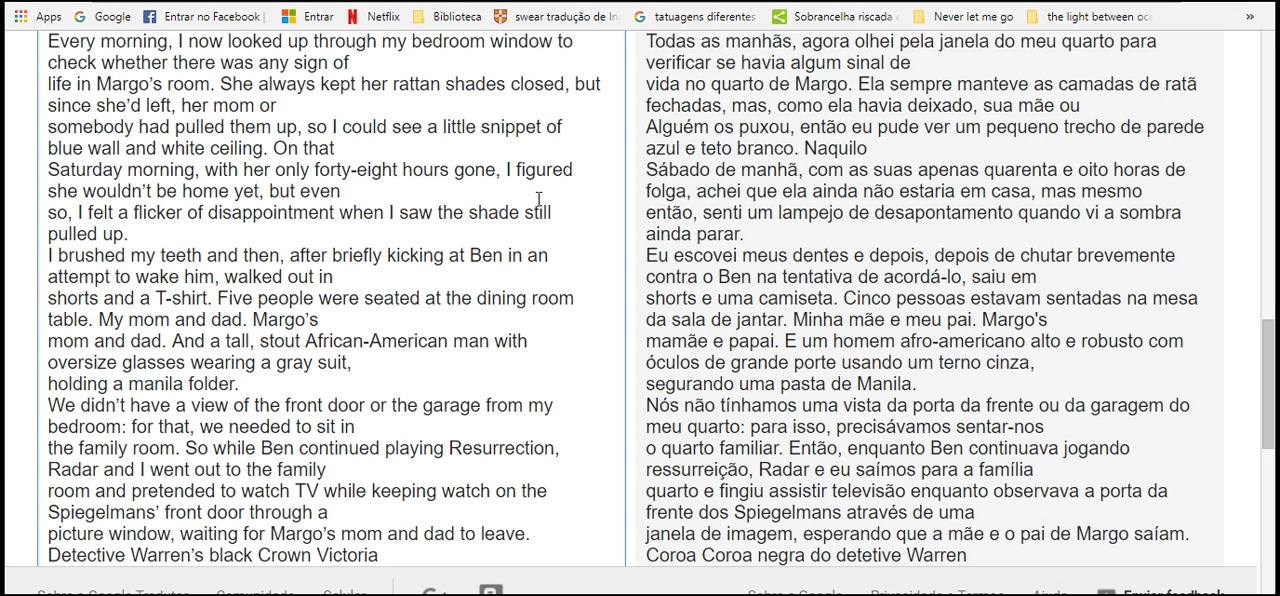 Apps Google Entrar no Facebook Entrar Netflix Biblioteca swear tradução de In tatuagens diferentes Sobrancelha riscada Never let me go the light between oce »
Every morning, I now looked up through my bedroom window to
check whether there was any sign of
life in Margo’s room. She always kept her rattan shades closed, but
since she’d left, her mom or
somebody had pulled them up, so I could see a little snippet of
blue wall and white ceiling. On that
Saturday morning, with her only forty-eight hours gone, I figured
she wouldn’t be home yet, but even
so, I felt a flicker of disappointment when I saw the shade still
pulled up.
I brushed my teeth and then, after briefly kicking at Ben in an
attempt to wake him, walked out in
shorts and a T-shirt. Five people were seated at the dining room
table. My mom and dad. Margo’s
mom and dad. And a tall, stout African-American man with
oversize glasses wearing a gray suit,
holding a manila folder.
We didn’t have a view of the front door or the garage from my
bedroom: for that, we needed to sit in
the family room. So while Ben continued playing Resurrection,
Radar and I went out to the family
room and pretended to watch TV while keeping watch on the
Spiegelmans’ front door through a
picture window, waiting for Margo’s mom and dad to leave.
Detective Warren’s black Crown Victoria
Todas as manhãs, agora olhei pela janela do meu quarto para
verificar se havia algum sinal de
vida no quarto de Margo. Ela sempre manteve as camadas de ratã
fechadas, mas, como ela havia deixado, sua mãe ou
Alguém os puxou, então eu pude ver um pequeno trecho de parede
azul e teto branco. Naquilo
Sábado de manhã, com as suas apenas quarenta e oito horas de
folga, achei que ela ainda não estaria em casa, mas mesmo
então, senti um lampejo de desapontamento quando vi a sombra
ainda parar.
Eu escovei meus dentes e depois, depois de chutar brevemente
contra o Ben na tentativa de acordá-lo, saiu em
shorts e uma camiseta. Cinco pessoas estavam sentadas na mesa
da sala de jantar. Minha mãe e meu pai. Margo's
mamãe e papai. E um homem afro-americano alto e robusto com
óculos de grande porte usando um terno cinza,
segurando uma pasta de Manila.
Nós não tínhamos uma vista da porta da frente ou da garagem do
meu quarto: para isso, precisávamos sentar-nos
o quarto familiar. Então, enquanto Ben continuava jogando
ressurreição, Radar e eu saímos para a família
quarto e fingiu assistir televisão enquanto observava a porta da
frente dos Spiegelmans através de uma
janela de imagem, esperando que a mãe e o pai de Margo saíam.
Coroa Coroa negra do detetive Warren